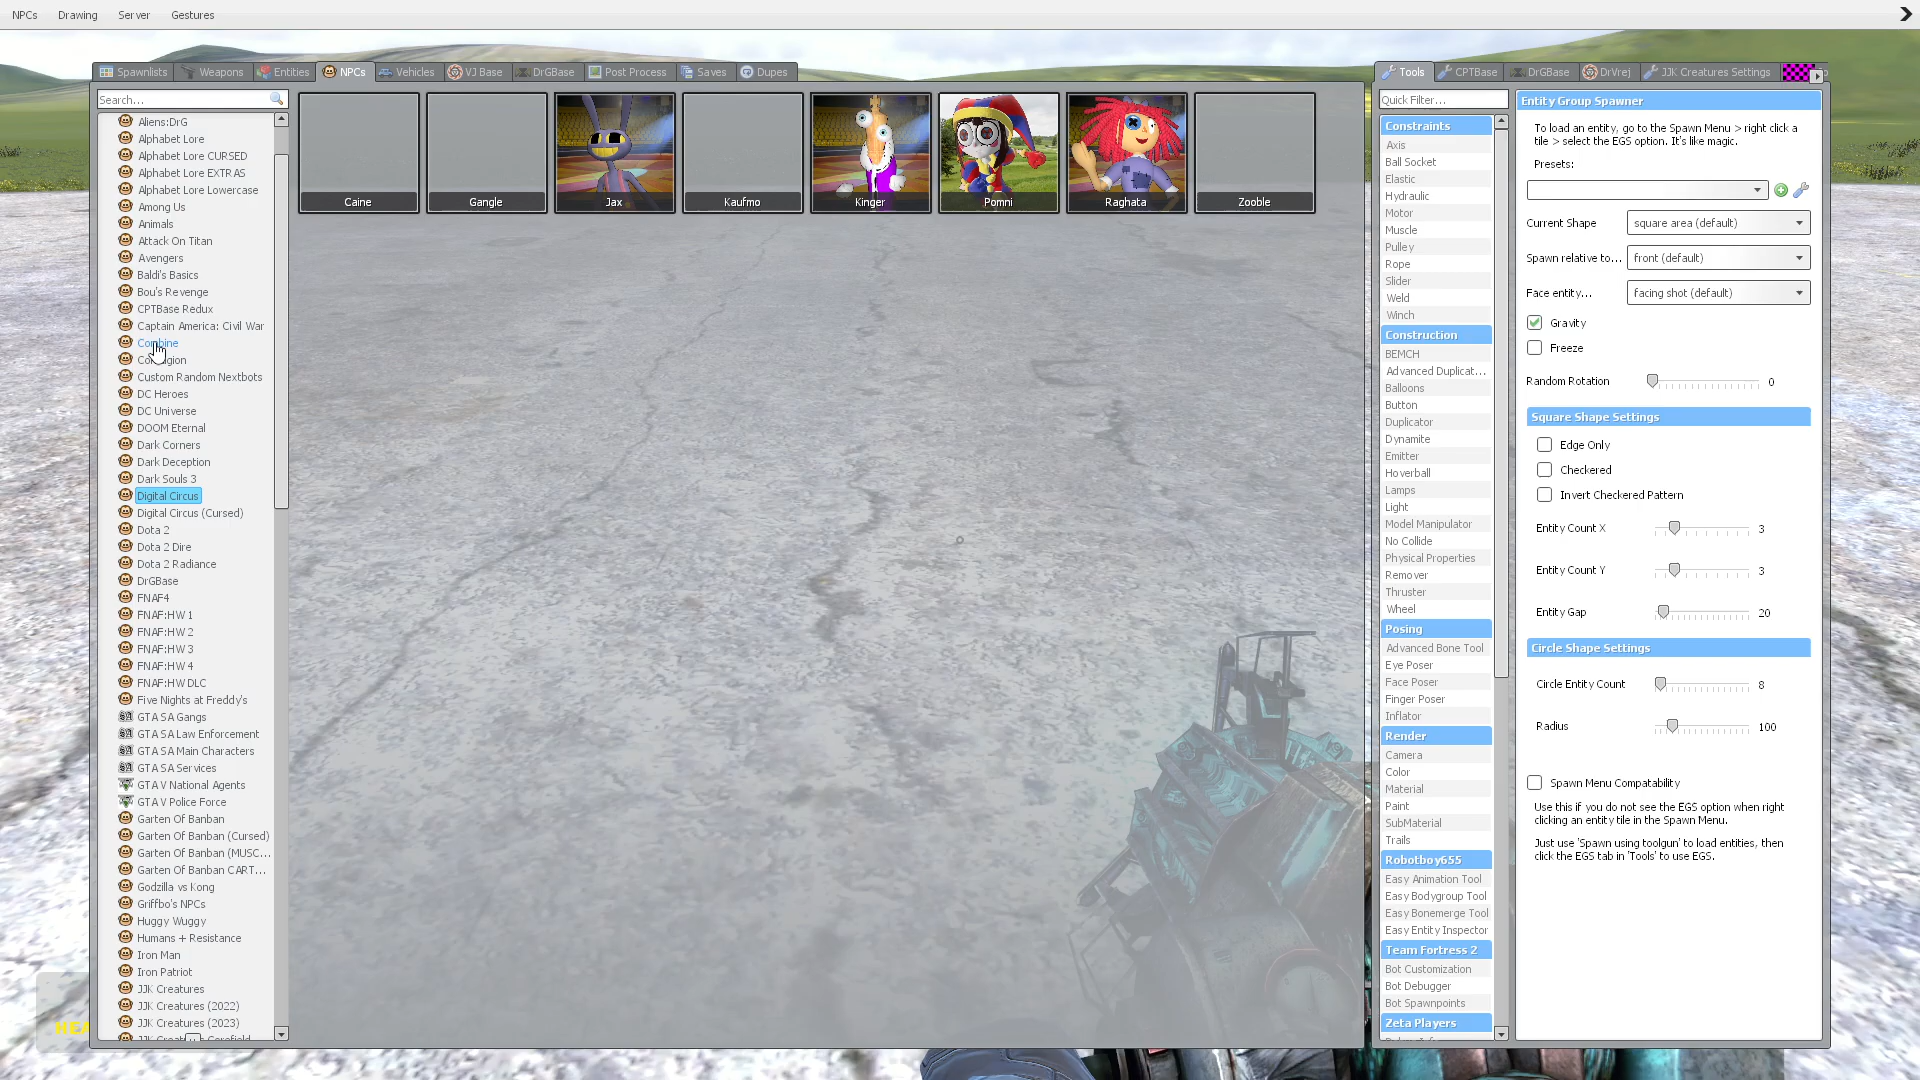 NPCs Drawing Server Gestures
Spawnlists Weapons Entities NPCs Vehicles VJ Base DrGBase Post Process Saves Dupes
Search...
Aliens:DrG
Alphabet Lore
Alphabet Lore CURSED
Alphabet Lore EXTRAS
Alphabet Lore Lowercase
Among Us
Animals
Attack On Titan
Avengers
Baldi's Basics
Bou's Revenge
CPTBase Redux
Captain America: Civil War
Combine
Custom Random Nextbots
DC Heroes
DC Universe
DOOM Eternal
Dark Corners
Dark Deception
Dark Souls 3
Digital Circus
Digital Circus (Cursed)
Dota 2
Dota 2 Dire
Dota 2 Radiance
DrGBase
FNAF4
FNAF:HW 1
FNAF:HW 2
FNAF:HW 3
FNAF:HW 4
FNAF:HW DLC
Five Nights at Freddy's
GTA SA Gangs
GTA SA Law Enforcement
GTA SA Main Characters
GTA SA Services
GTA V National Agents
GTA V Police Force
Garten Of Banban
Garten Of Banban (Cursed)
Garten Of Banban (MUSC...
Garten Of Banban CART...
Godzilla vs Kong
Griffbo's NPCs
Huggy Wuggy
Humans + Resistance
Iron Man
Iron Patriot
JJK Creatures
JJK Creatures (2022)
JJK Creatures (2023)
Caine Gangle Jax Kaufmo Kinger Pomni Raghata Zooble
Tools CPTBase DrGBase DrVrej JJK Creatures Settings
Quick Filter...
Constraints
Axis
Ball Socket
Elastic
Hydraulic
Motor
Muscle
Pulley
Rope
Slider
Weld
Winch
Construction
BEMCH
Advanced Duplicat...
Balloons
Button
Duplicator
Dynamite
Emitter
Hoverball
Lamps
Light
Model Manipulator
No Collide
Physical Properties
Remover
Thruster
Wheel
Posing
Advanced Bone Tool
Eye Poser
Face Poser
Finger Poser
Inflator
Render
Camera
Color
Material
Paint
SubMaterial
Trails
Robotboy655
Easy Animation Tool
Easy Bodygroup Tool
Easy Bonemerge Tool
Easy Entity Inspector
Team Fortress 2
Bot Customization
Bot Debugger
Bot Spawnpoints
Zeta Players
Entity Group Spawner
To load an entity, go to the Spawn Menu > right click a
tile > select the EGS option. It's like magic.
Presets:
Current Shape square area (default)
Spawn relative to... front (default)
Face entity... facing shot (default)
Gravity
Freeze
Random Rotation 0
Square Shape Settings
Edge Only
Checkered
Invert Checkered Pattern
Entity Count X 3
Entity Count Y 3
Entity Gap 20
Circle Shape Settings
Circle Entity Count 8
Radius 100
Spawn Menu Compatability
Use this if you do not see the EGS option when right
clicking an entity tile in the Spawn Menu.
Just use 'Spawn using toolgun' to load entities, then
click the EGS tab in 'Tools' to use EGS.